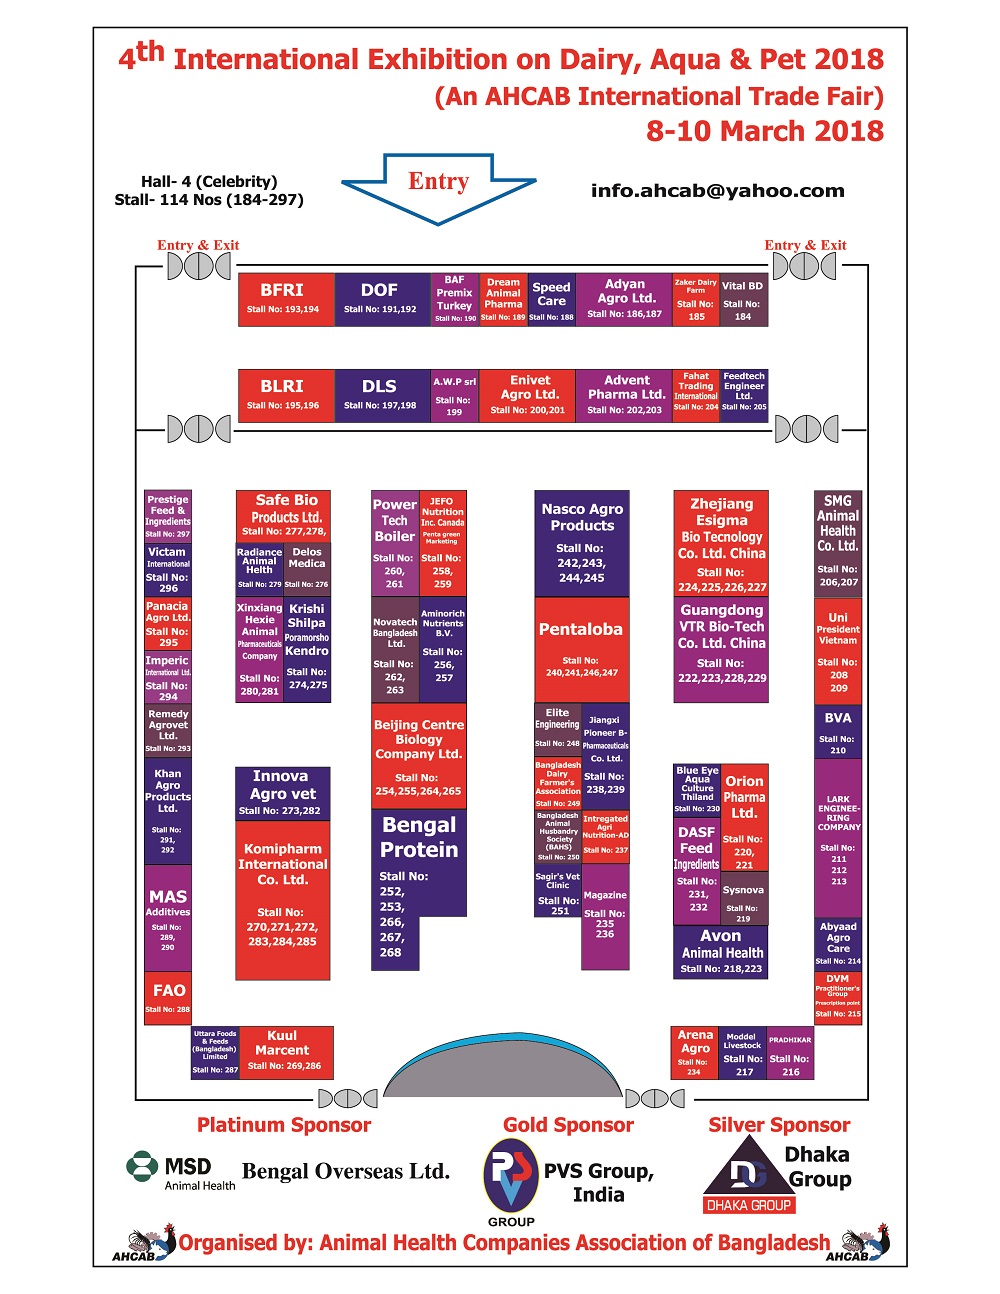 4th International Exhibition on Dairy, Aqua & Pet 2018
(An AHCAB International Trade Fair)
8-10 March 2018
Hall- 4 (Celebrity)
Stall- 114 Nos (184-297)
Entry
info.ahcab@yahoo.com
Entry & Exit
Entry & Exit
BFRI
Stall No: 193,194
DOF
Stall No: 191,192
BAF
Premix
Turkey
Stall No: 190
Dream
Animal
Pharma
Stall No: 189
Speed
Care
Stall No: 188
Adyan
Agro Ltd.
Stall No: 186,187
Zaker Dairy
Farm
Stall No:
185
Vital BD
Stall No:
184
BLRI
Stall No: 195,196
DLS
Stall No: 197,198
A.W.P srl
Stall No:
199
Enivet
Agro Ltd.
Stall No: 200,201
Advent
Pharma Ltd.
Stall No: 202,203
Fahat
Trading
International
Stall No: 204
Feedtech
Engineer
Ltd.
Stall No: 205
Prestige
Feed &
Ingredients
Stall No: 297
Victam
International
Stall No:
296
Panacia
Agro Ltd.
Stall No:
295
Imperic
International Ltd.
Stall No:
294
Remedy
Agrovet
Ltd.
Stall No: 293
Khan
Agro
Products
Ltd.
Stall No:
291,
292
MAS
Additives
Stall No:
289,
290
FAO
Stall No: 288
Uttara Foods
& Feeds
(Bangladesh)
Limited
Stall No: 287
Kuul
Marcent
Stall No: 269,286
Safe Bio
Products Ltd.
Stall No: 277,278,
Radiance
Animal
Helth
Stall No: 279
Delos
Medica
Stall No: 276
Xinxiang
Hexie
Animal
Pharmaceuticals
Company
Stall No:
280,281
Krishi
Shilpa
Poramorsho
Kendro
Stall No:
274,275
Innova
Agro vet
Stall No: 273,282
Komipharm
International
Co. Ltd.
Stall No:
270,271,272,
283,284,285
Power
Tech
Boiler
Stall No:
260,
261
JEFO
Nutrition
Inc. Canada
Penta green
Marketing
Stall No:
258,
259
Novatech
Bangladesh
Ltd.
Stall No:
262,
263
Aminorich
Nutrients
B.V.
Stall No:
256,
257
Beijing Centre
Biology
Company Ltd.
Stall No:
254,255,264,265
Bengal
Protein
Stall No:
252,
253,
266,
267,
268
Nasco Agro
Products
Stall No:
242,243,
244,245
Pentaloba
Stall No:
240,241,246,247
Elite
Engineering
Stall No: 248
Jiangxi
Pioneer B-
Pharmaceuticals
Co. Ltd.
Stall No:
238,239
Bangladesh
Dairy
Farmer's
Association
Stall No: 249
Bangladesh
Animal
Husbandry
Society
(BAHS)
Stall No: 250
Intregated
Agri
Nutrition-AD
Stall No: 237
Sagir's Vet
Clinic
Stall No:
251
Magazine
Stall No:
235
236
Zhejiang
Esigma
Bio Tecnology
Co. Ltd. China
Stall No:
224,225,226,227
Guangdong
VTR Bio-Tech
Co. Ltd. China
Stall No:
222,223,228,229
Blue Eye
Aqua
Culture
Thiland
Stall No: 230
Orion
Pharma
Ltd.
Stall No:
220,
221
DASF
Feed
Ingredients
Stall No:
231,
232
Sysnova
Stall No:
219
Avon
Animal Health
Stall No: 218,223
SMG
Animal
Health
Co. Ltd.
Stall No:
206,207
Uni
President
Vietnam
Stall No:
208
209
BVA
Stall No:
210
LARK
ENGINEE-
RING
COMPANY
Stall No:
211
212
213
Abyaad
Agro
Care
Stall No: 214
DVM
Practitioner's
Group
Prescription point
Stall No: 215
Arena
Agro
Stall No:
234
Moddel
Livestock
Stall No:
217
PRADHIKAR
Stall No:
216
Platinum Sponsor
Gold Sponsor
Silver Sponsor
MSD
Animal Health
Bengal Overseas Ltd.
PVS
GROUP
PVS Group,
India
DG
DHAKA GROUP
Dhaka
Group
AHCAB
Organised by: Animal Health Companies Association of Bangladesh
AHCAB